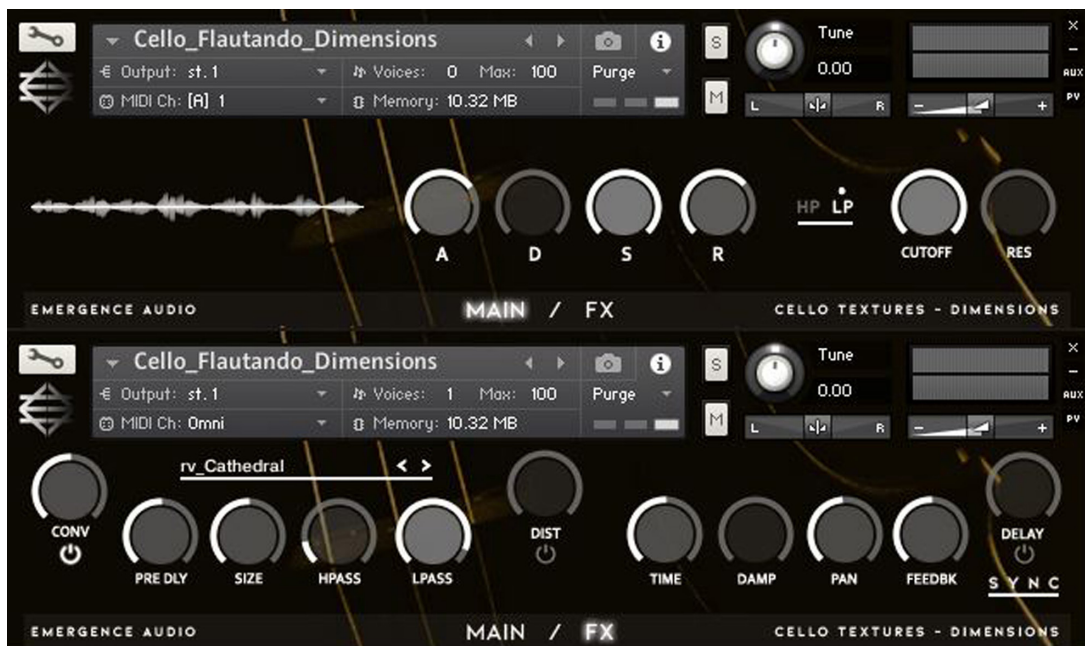 Cello_Flautando_Dimensions
Output: st.1
Voices: 0 Max: 100
Purge
MIDI Ch: [A] 1
Memory: 10.32 MB
S
M
Tune
0.00
L R
- +
×
-
AUX
PV
HP LP
A D S R CUTOFF RES
EMERGENCE AUDIO MAIN / FX CELLO TEXTURES - DIMENSIONS
Cello_Flautando_Dimensions
Output: st.1
Voices: 1 Max: 100
Purge
MIDI Ch: Omni
Memory: 10.32 MB
S
M
Tune
0.00
L R
- +
×
-
AUX
PV
rv_Cathedral < >
CONV DIST DELAY
PRE DLY SIZE HPASS LPASS TIME DAMP PAN FEEDBK
SYNC
EMERGENCE AUDIO MAIN / FX CELLO TEXTURES - DIMENSIONS